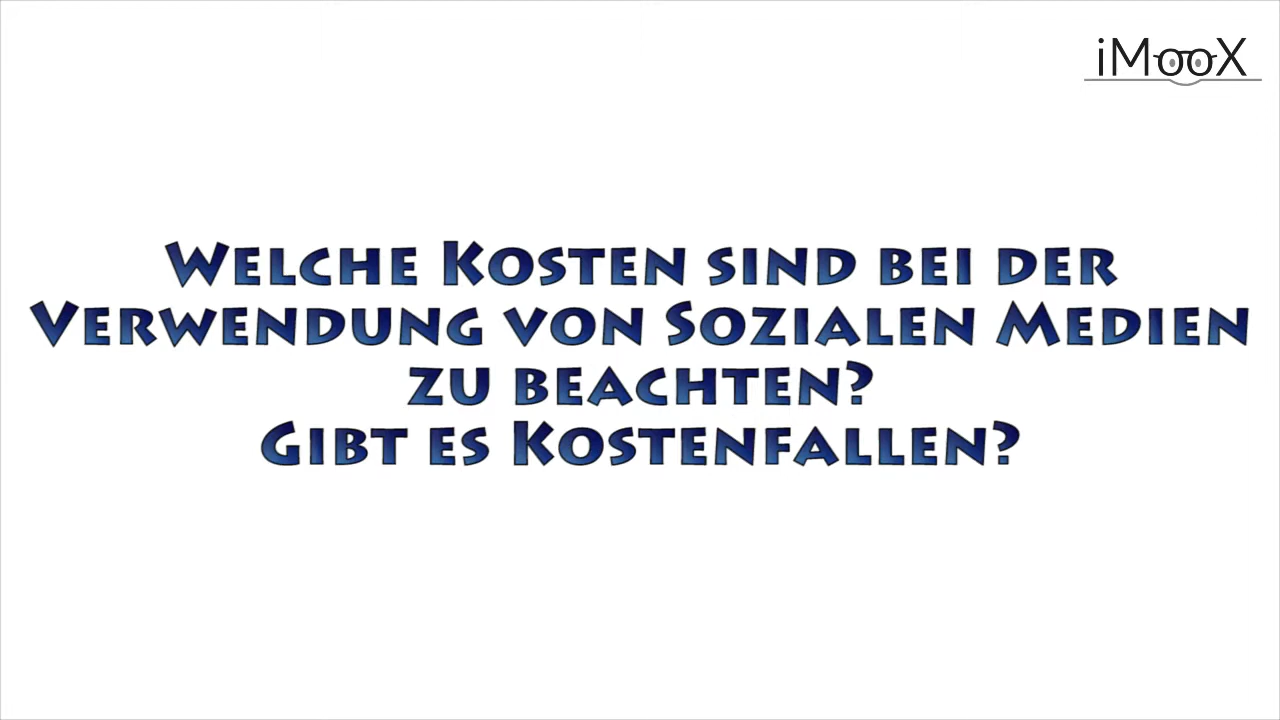 iMooX
Welche Kosten sind bei der
Verwendung von Sozialen Medien
zu beachten?
Gibt es Kostenfallen?